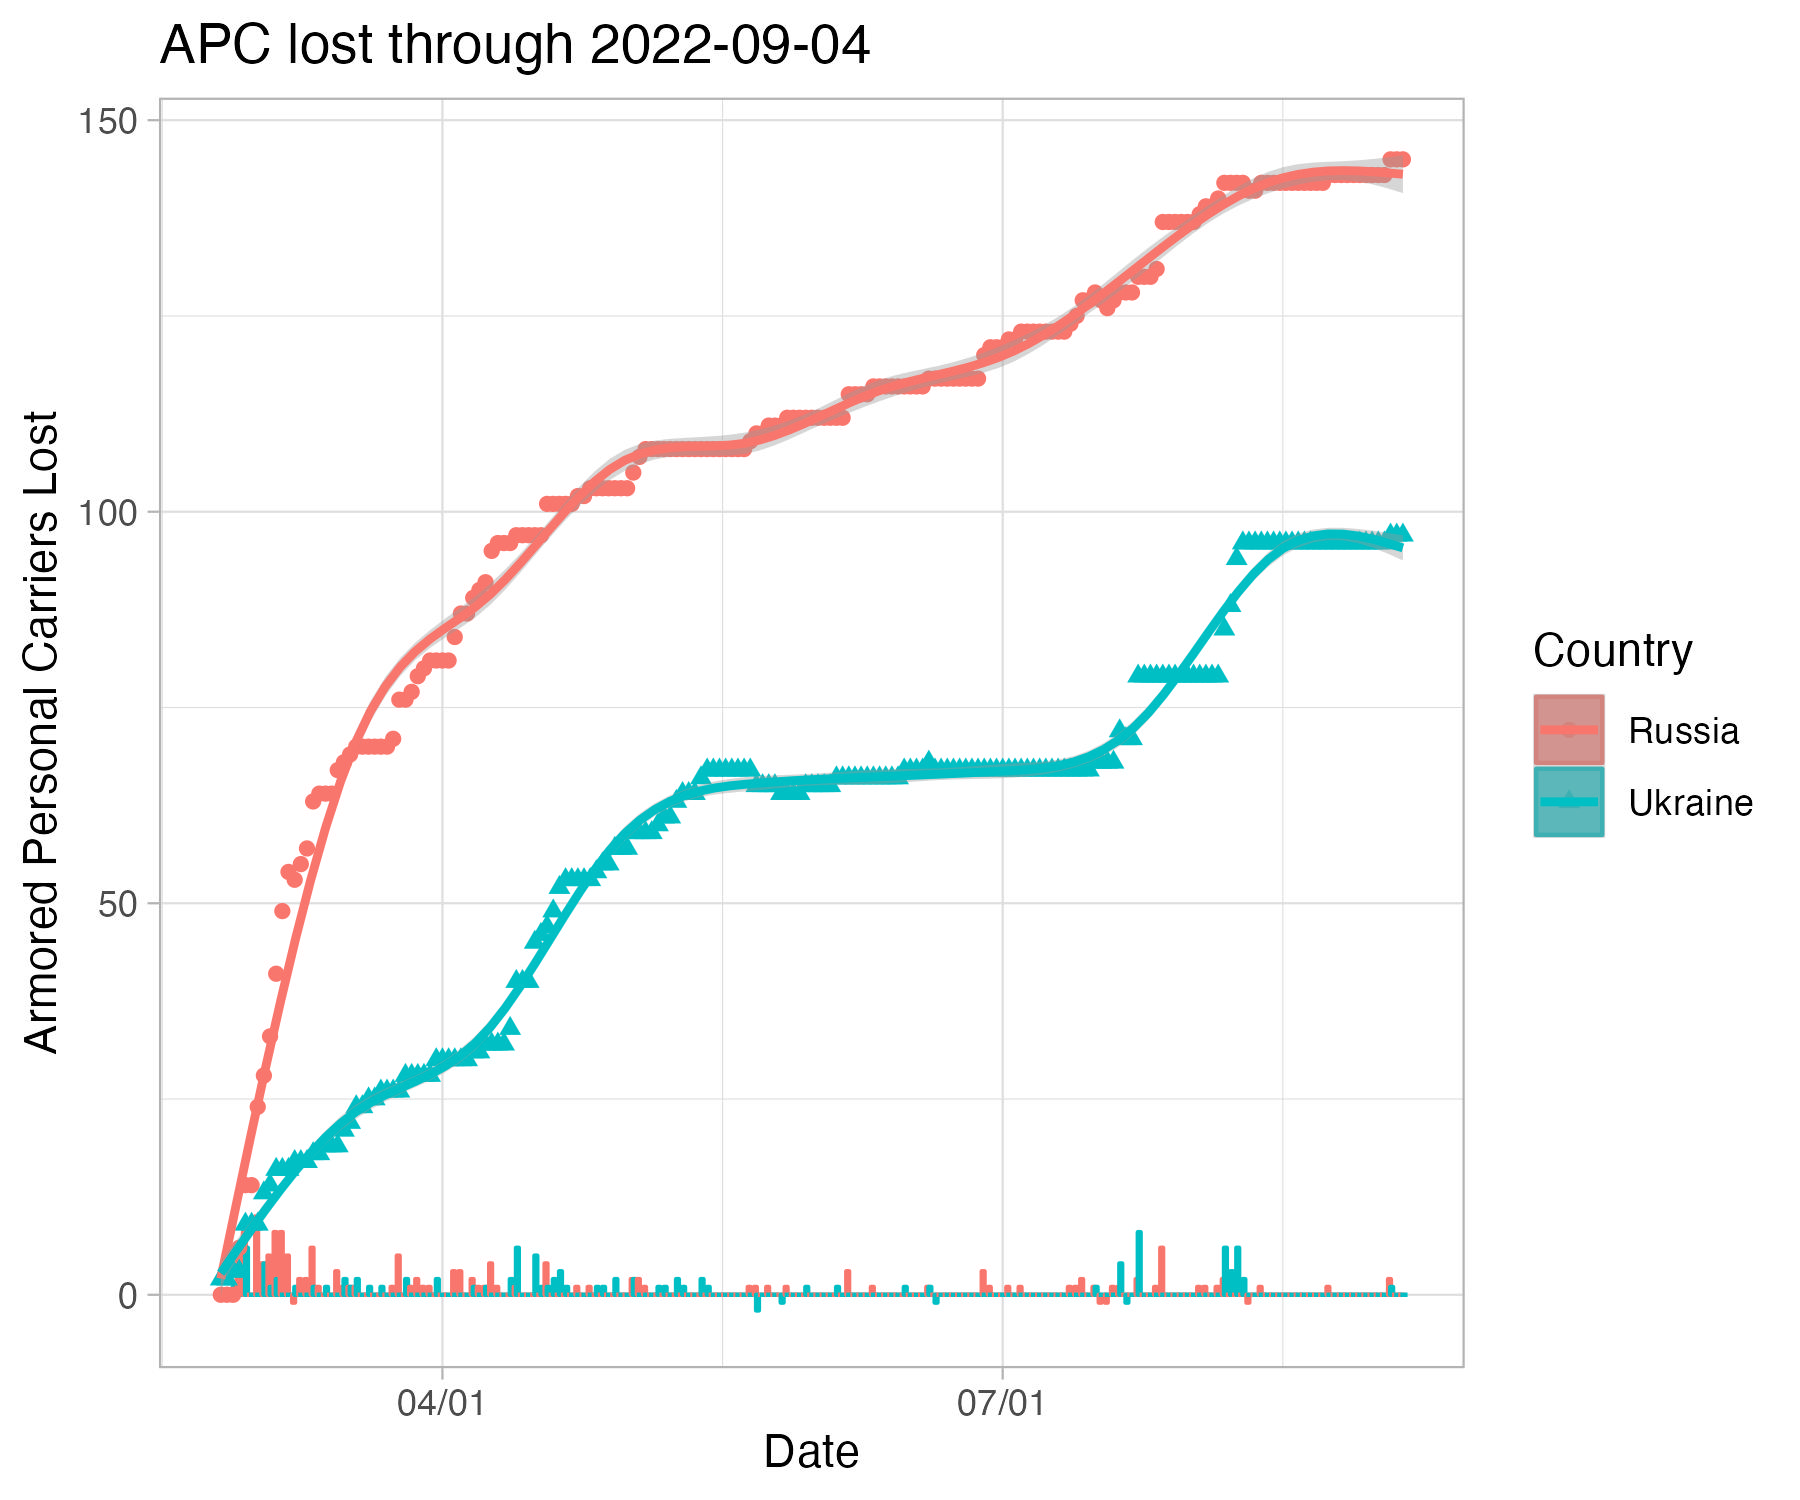 APC lost through 2022-09-04
Armored Personal Carriers Lost
150
100
50
0
04/01
07/01
Date
Country
Russia
Ukraine